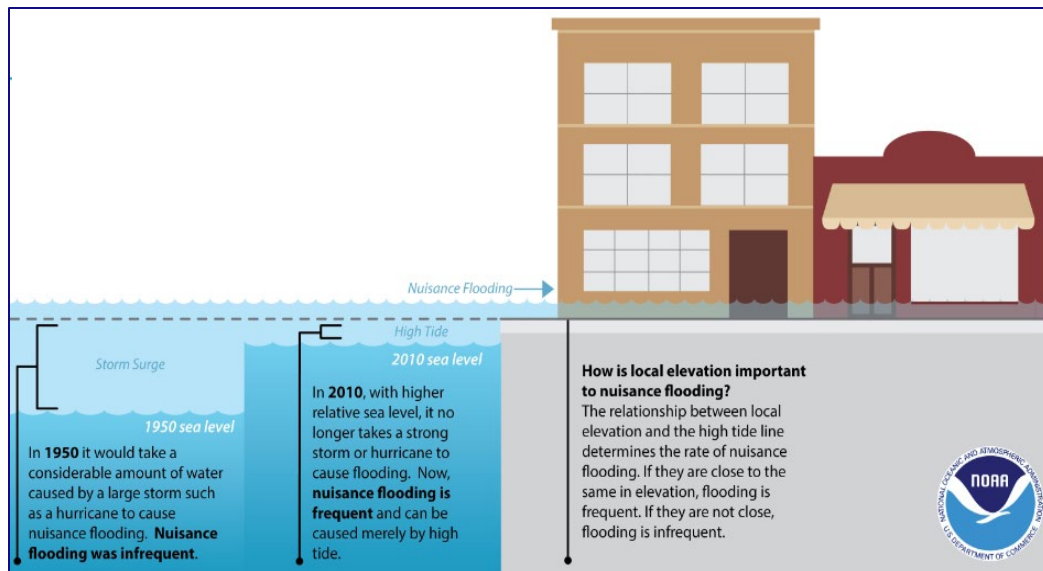 Nuisance Flooding
Storm Surge
1950 sea level
In 1950 it would take a
considerable amount of water
caused by a large storm such
as a hurricane to cause
nuisance flooding. Nuisance
flooding was infrequent.
High Tide
2010 sea level
In 2010, with higher
relative sea level, it no
longer takes a strong
storm or hurricane to
cause flooding. Now,
nuisance flooding is
frequent and can be
caused merely by high
tide.
How is local elevation important
to nuisance flooding?
The relationship between local
elevation and the high tide line
determines the rate of nuisance
flooding. If they are close to the
same in elevation, flooding is
frequent. If they are not close,
flooding is infrequent.
NATIONAL OCEANIC AND ATMOSPHERIC ADMINISTRATION
NOAA
U.S. DEPARTMENT OF COMMERCE